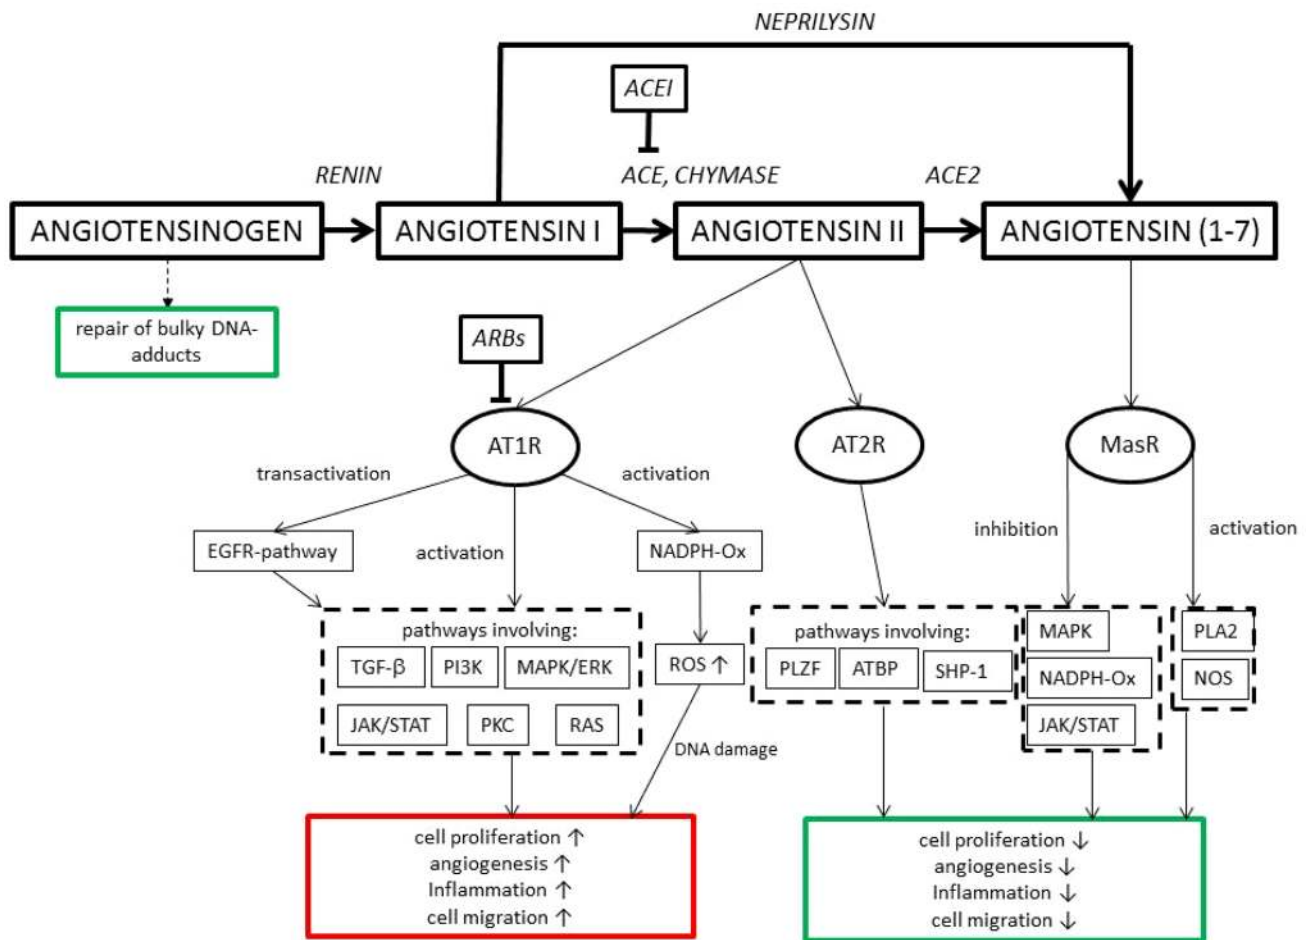 NEPRILYSIN
ACEI
RENIN
ACE, CHYMASE
ACE2
ANGIOTENSINOGEN
ANGIOTENSIN I
ANGIOTENSIN II
ANGIOTENSIN (1-7)
repair of bulky DNA-
adducts
ARBs
AT1R
AT2R
MasR
transactivation
activation
EGFR-pathway
activation
NADPH-Ox
inhibition
activation
pathways involving:
TGF-β
PI3K
MAPK/ERK
JAK/STAT
PKC
RAS
ROS ↑
DNA damage
pathways involving:
PLZF
ATBP
SHP-1
MAPK
NADPH-Ox
JAK/STAT
PLA2
NOS
cell proliferation ↑
angiogenesis ↑
Inflammation ↑
cell migration ↑
cell proliferation ↓
angiogenesis ↓
Inflammation ↓
cell migration ↓